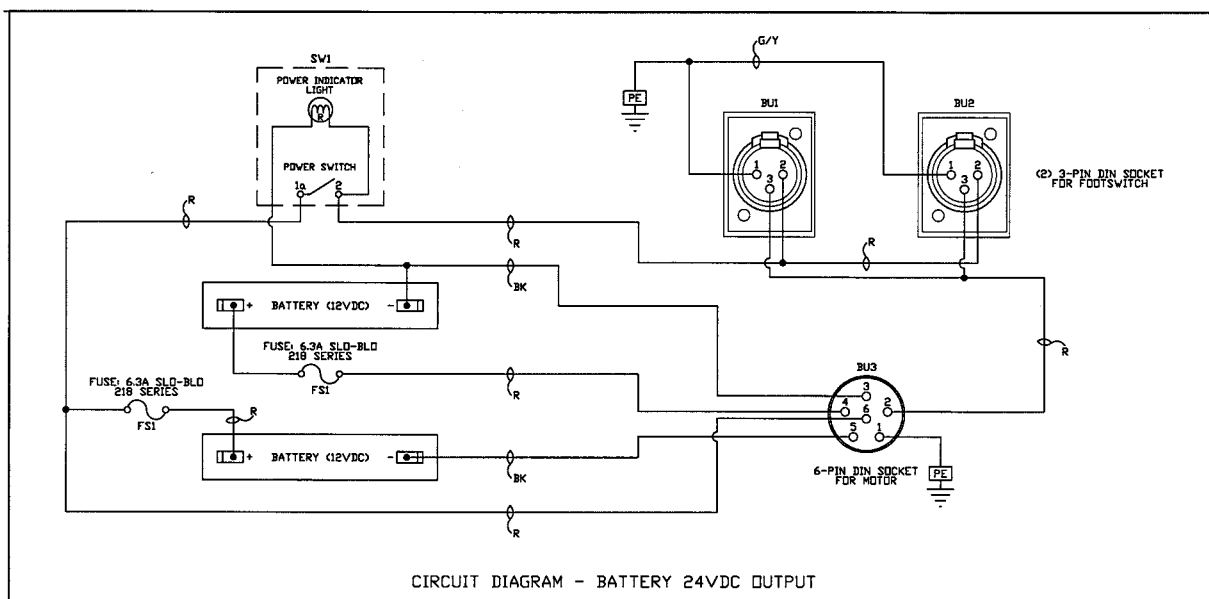 G/Y
SW1
POWER INDICATOR
LIGHT
R
PE
BU1
BU2
POWER SWITCH
1a
2
1
2
3
1
2
3
(2) 3-PIN DIN SOCKET
FOR FOOTSWITCH
R
R
R
BK
+ BATTERY (12VDC) -
FUSE: 6.3A SLO-BLO
218 SERIES
FS1
R
R
BU3
FUSE: 6.3A SLO-BLO
218 SERIES
FS1
R
3
4
2
6
5
1
+ BATTERY (12VDC) -
BK
6-PIN DIN SOCKET
FOR MOTOR
PE
R
CIRCUIT DIAGRAM - BATTERY 24VDC OUTPUT